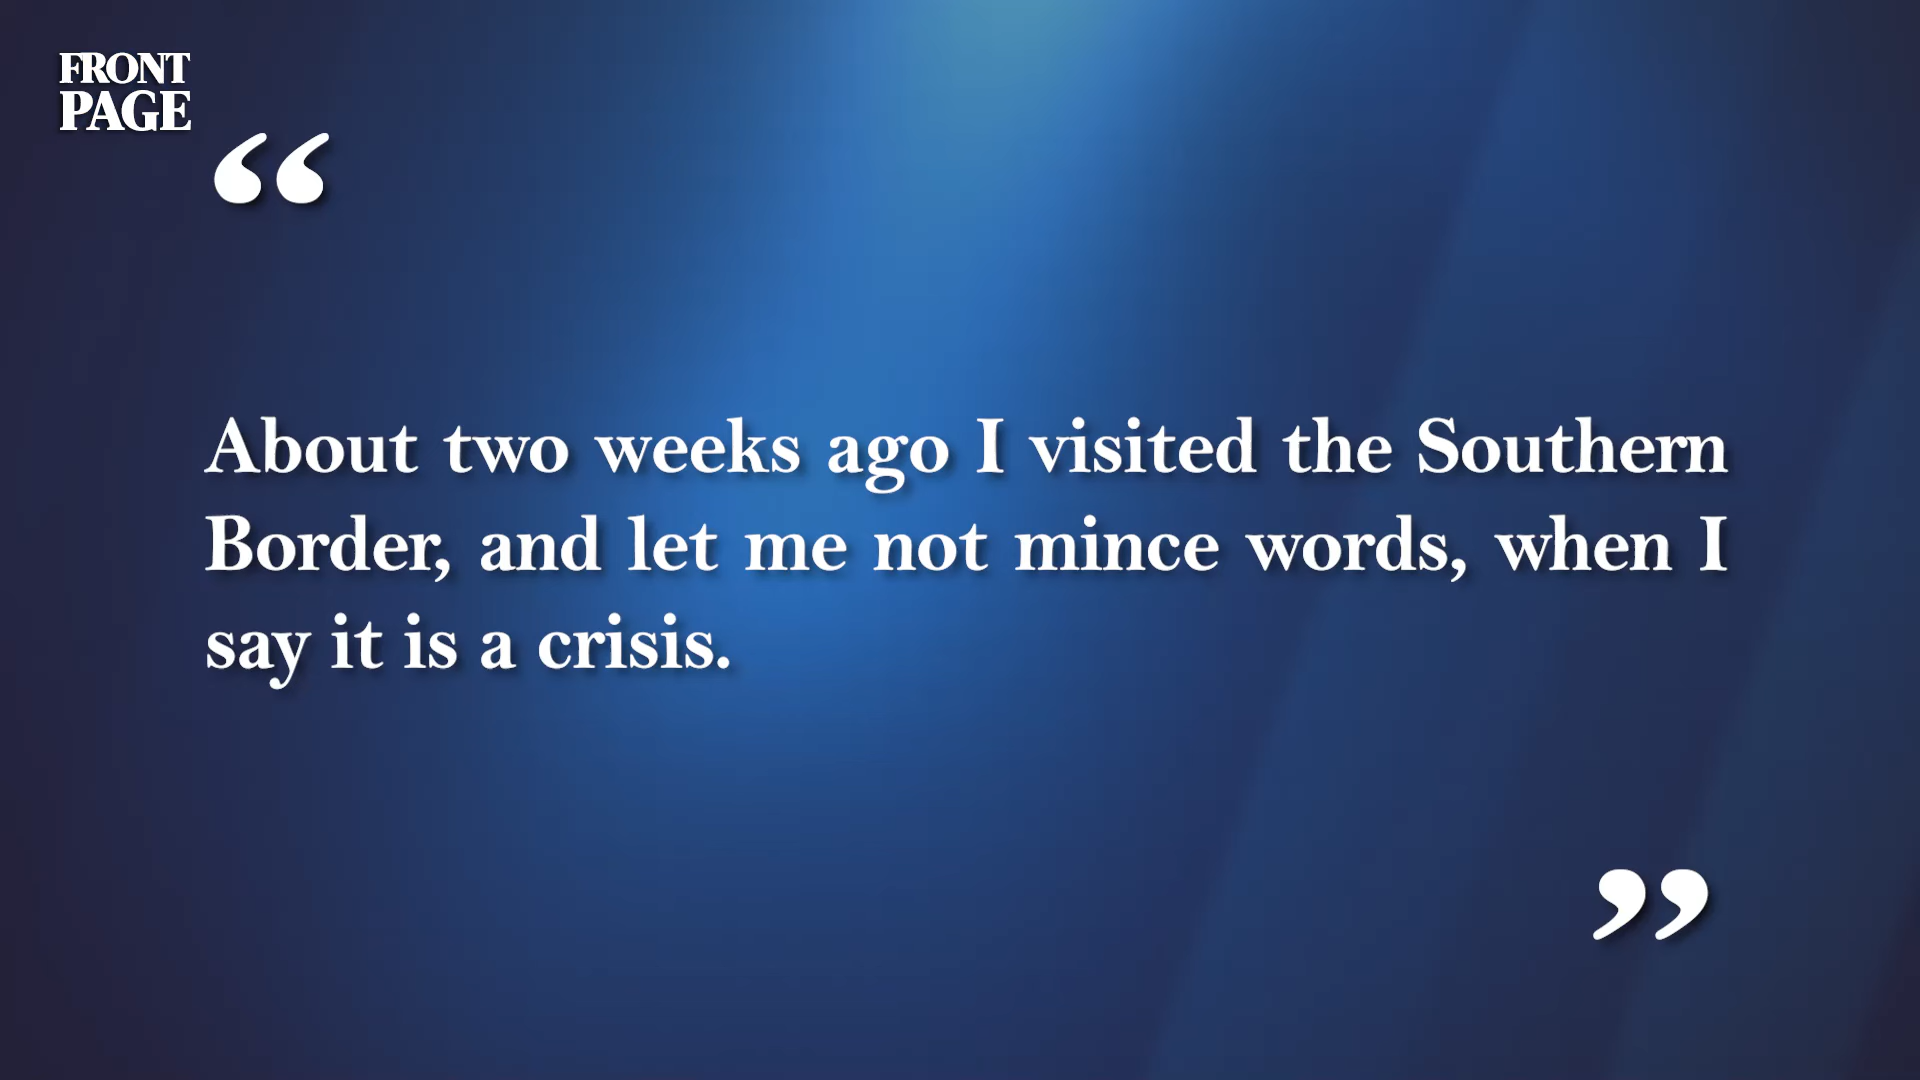 FRONT
PAGE
“
About two weeks ago I visited the Southern
Border, and let me not mince words, when I
say it is a crisis.
”